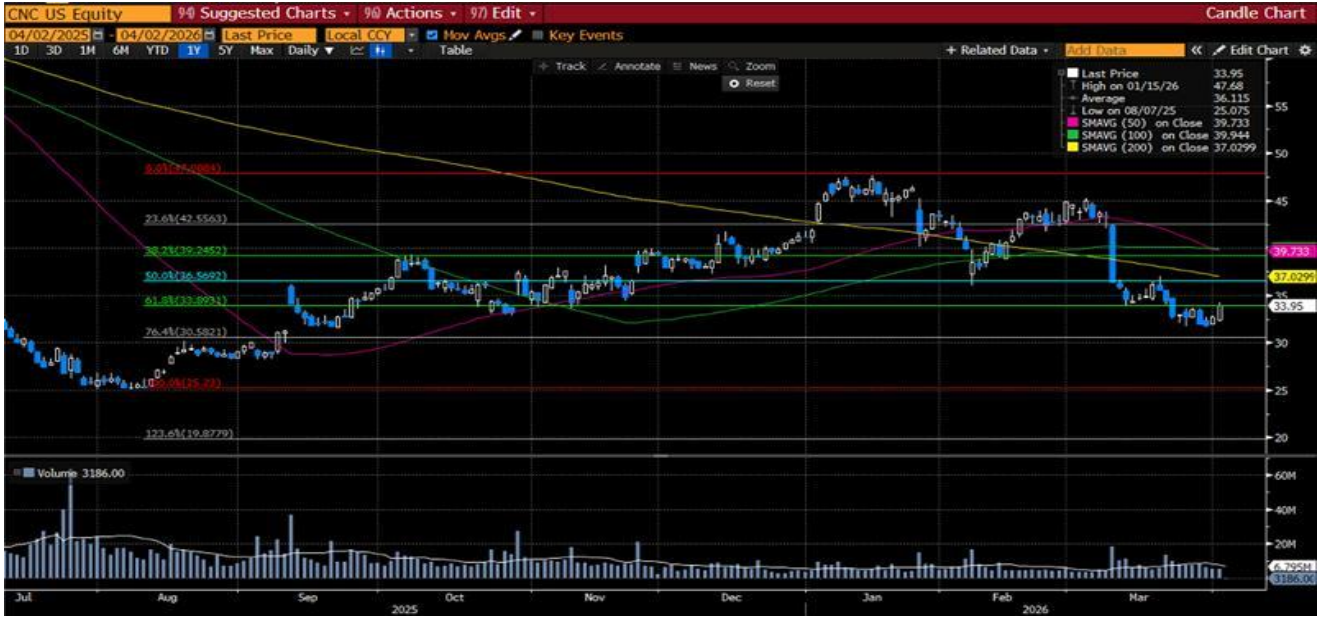 CNC US Equity 94) Suggested Charts 96) Actions 97) Edit Candle Chart
04/02/2025 - 04/02/2026 Last Price Local CCY Mov Avgs Key Events
1D 3D 1M 6M YTD 1Y 5Y Max Daily ▼ Table + Related Data Add Data « Edit Chart
Track Annotate News Zoom
Reset
Last Price 33.95
High on 01/15/26 47.68
Average 36.115
Low on 08/07/25 25.075
SMAVG (50) on Close 39.733
SMAVG (100) on Close 39.944
SMAVG (200) on Close 37.0299
55
50
45
39.733
37.0299
35
33.95
30
25
20
23.6%(42.5563)
38.2%(39.2452)
50.0%(36.5692)
61.8%(33.8931)
76.4%(30.5821)
123.6%(19.8779)
Volume 3186.00
60M
40M
20M
6.795M
3186.00
Jul Aug Sep Oct Nov Dec Jan Feb Mar
2025 2026